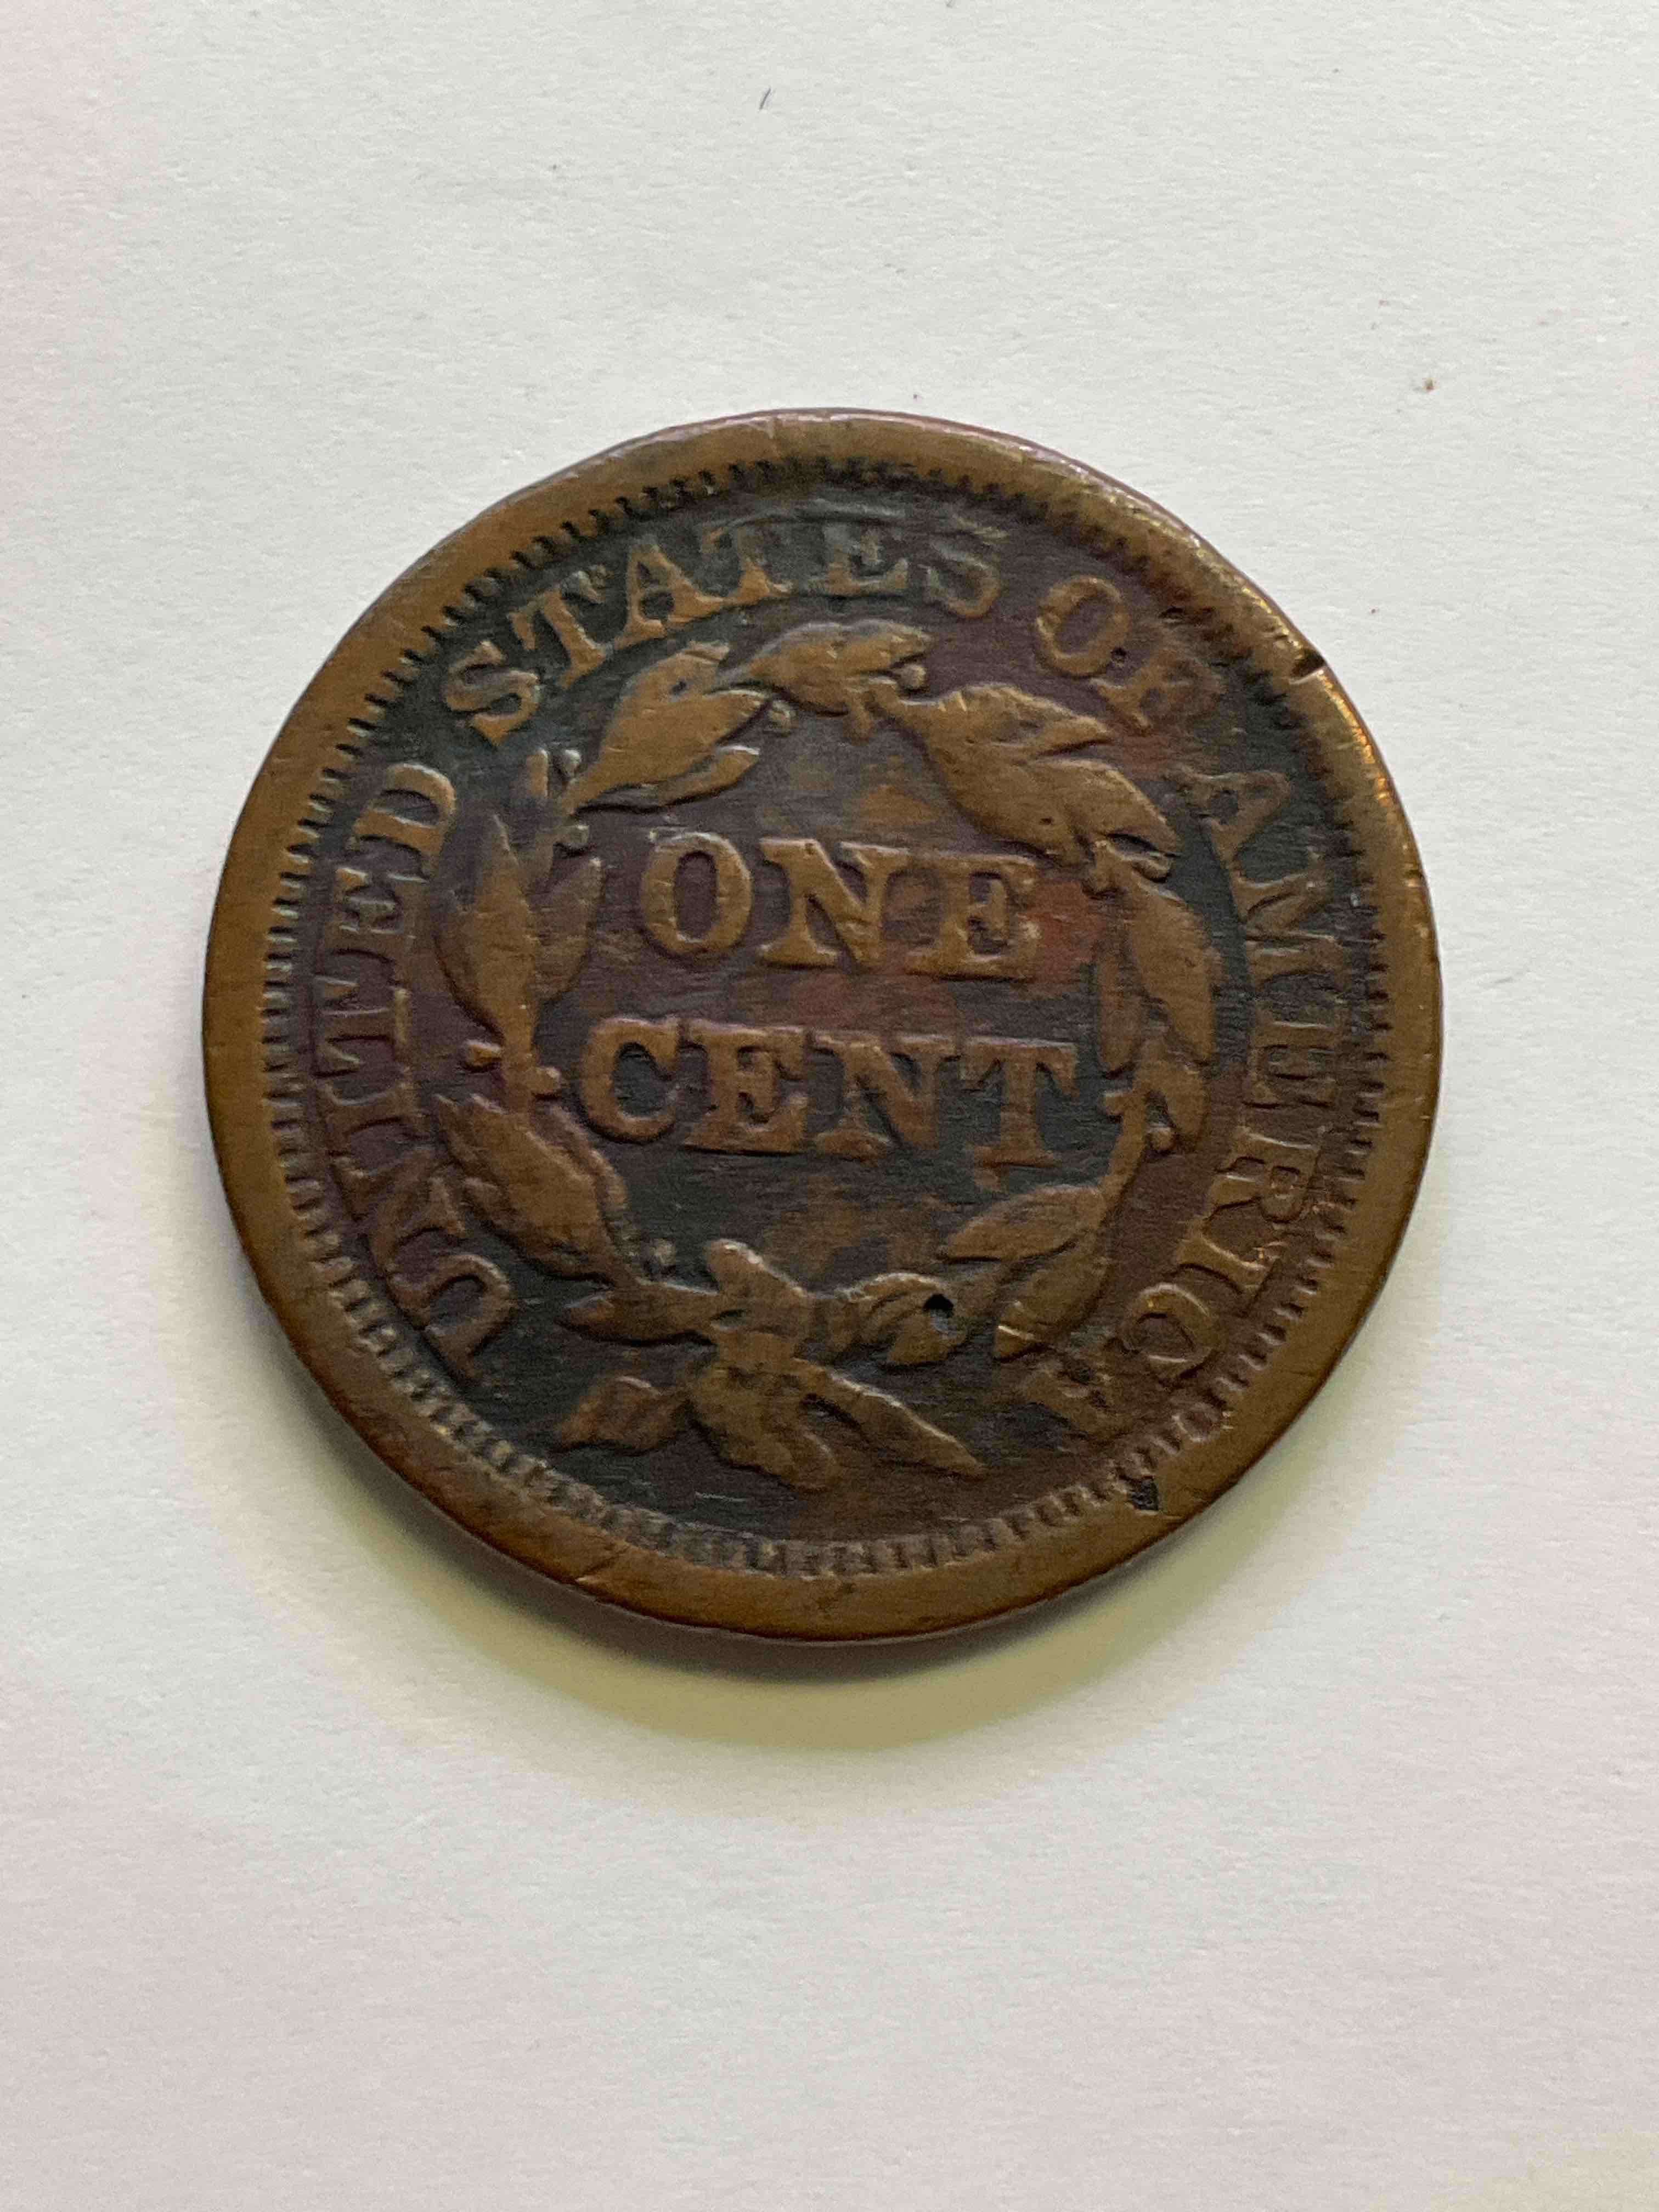 UNITED STATES OF AMERICA
ONE
CENT